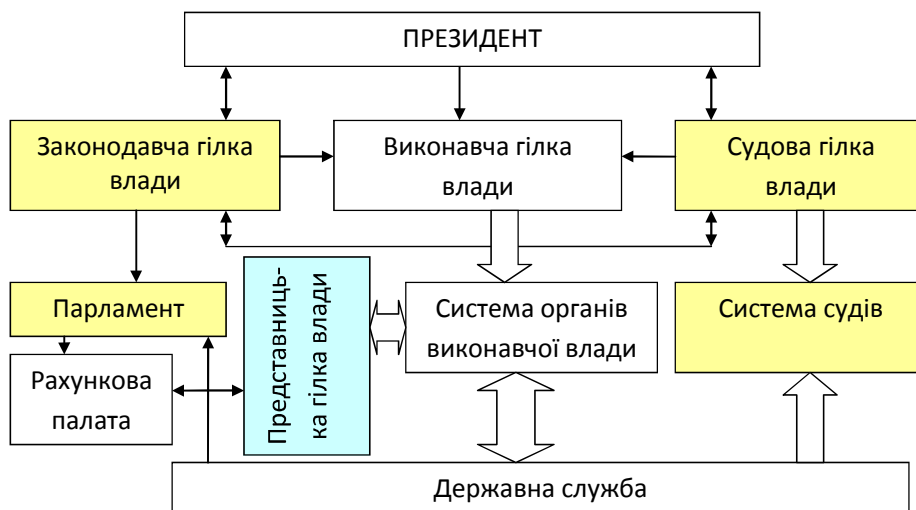 ПРЕЗИДЕНТ
Законодавча гілка
влади
Виконавча гілка
влади
Судова гілка
влади
Парламент
Представниць-
ка гілка влади
Система органів
виконавчої влади
Система судів
Рахункова
палата
Державна служба